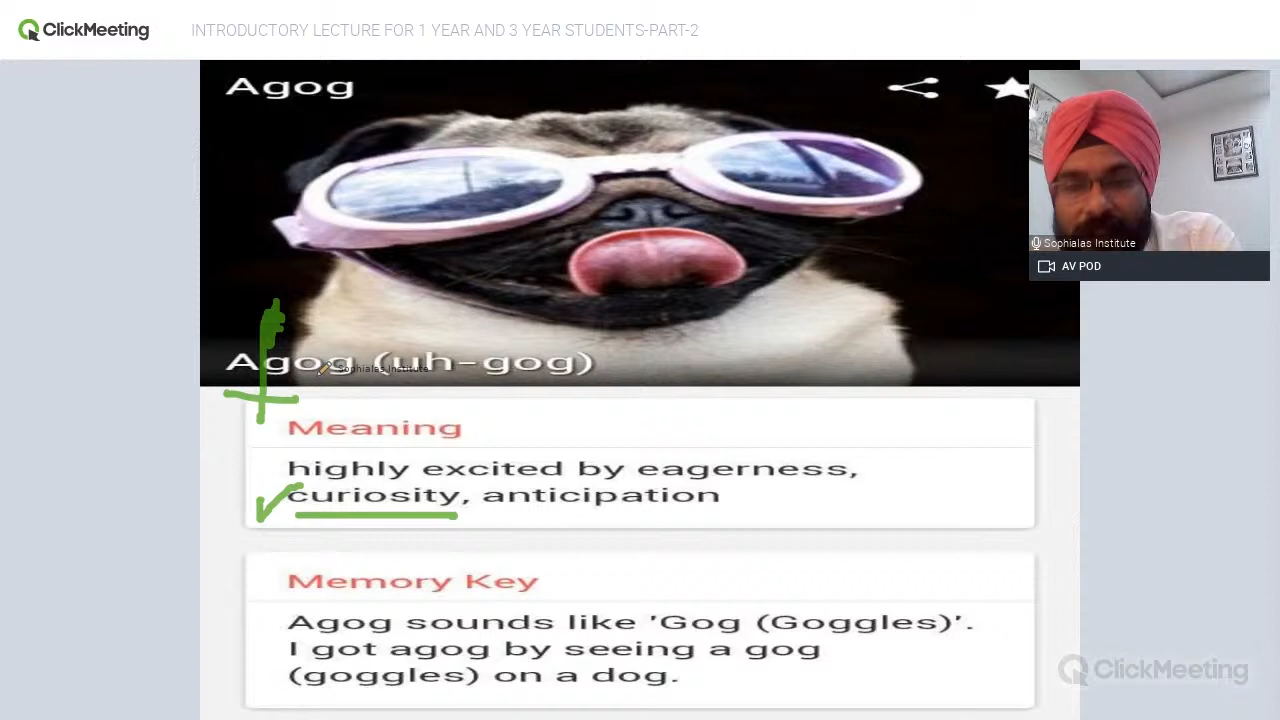 ClickMeeting
INTRODUCTORY LECTURE FOR 1 YEAR AND 3 YEAR STUDENTS-PART-2
Agog
Sophialas Institute
AV POD
Agog (uh-gog)
Sophialas Institute
Meaning
highly excited by eagerness,
curiosity, anticipation
Memory Key
Agog sounds like 'Gog (Goggles)'.
I got agog by seeing a gog
(goggles) on a dog.
ClickMeeting